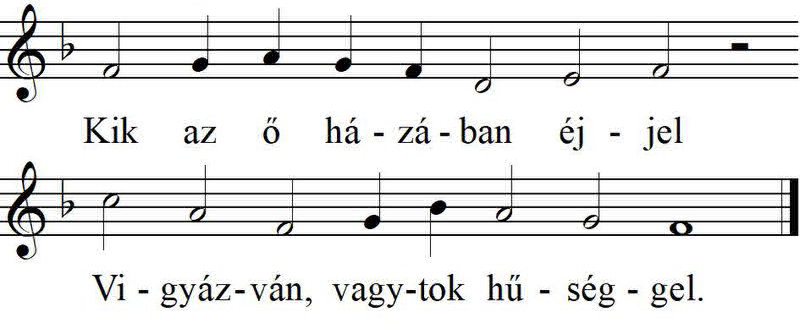 Kik az ő há - zá - ban éj - jel
Vi - gyáz - ván, vagy - tok hű - ség - gel.